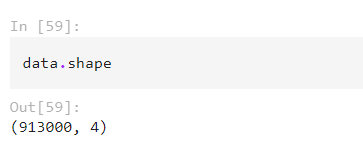 In [59]:
data.shape
Out[59]:
(913000, 4)